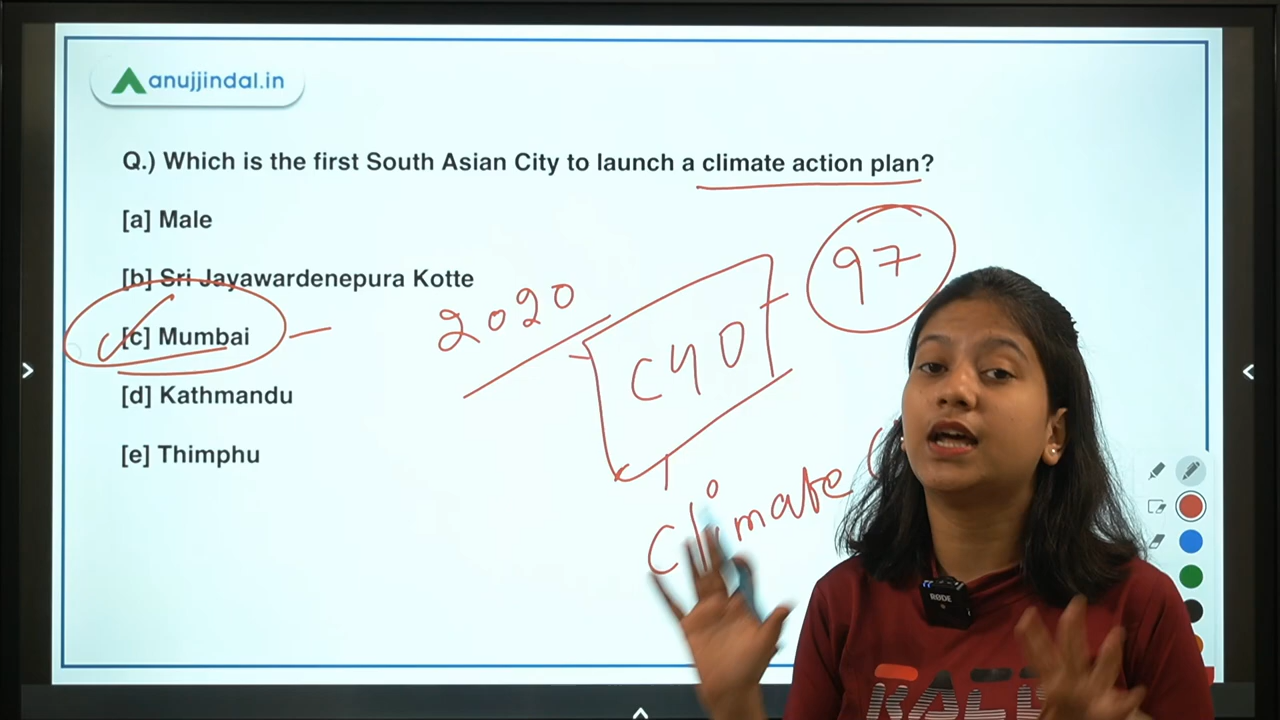 anujjindal.in
Q.) Which is the first South Asian City to launch a climate action plan?
[a] Male
[b] Sri Jayawardenepura Kotte
[c] Mumbai
[d] Kathmandu
[e] Thimphu
2020
C40
97
Climate
RODE